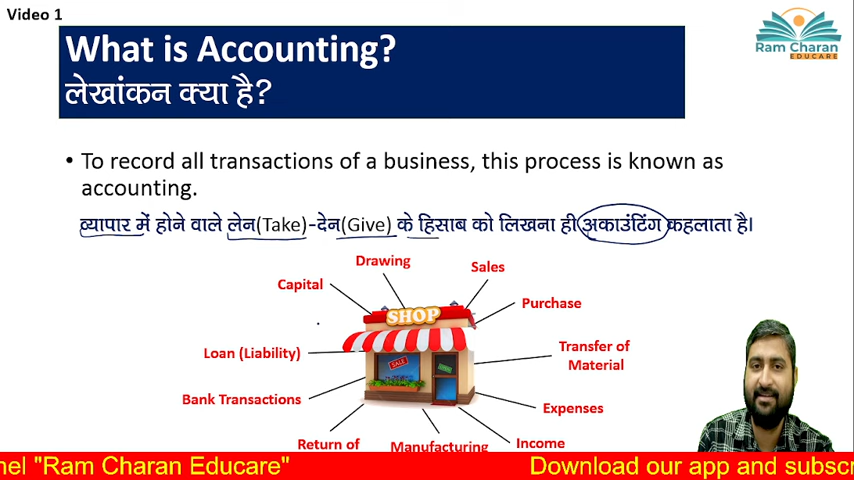 Video 1
What is Accounting?
लेखांकन क्या है?
Ram Charan
EDUCARE
• To record all transactions of a business, this process is known as
accounting.
व्यापार में होने वाले लेन(Take)-देन(Give) के हिसाब को लिखना ही अकाउंटिंग कहलाता है।
Drawing
Sales
Capital
Purchase
SHOP
Transfer of
Material
Loan (Liability)
SALE
Bank Transactions
Expenses
Return of
Manufacturing
Income
nel "Ram Charan Educare"
Download our app and subscr